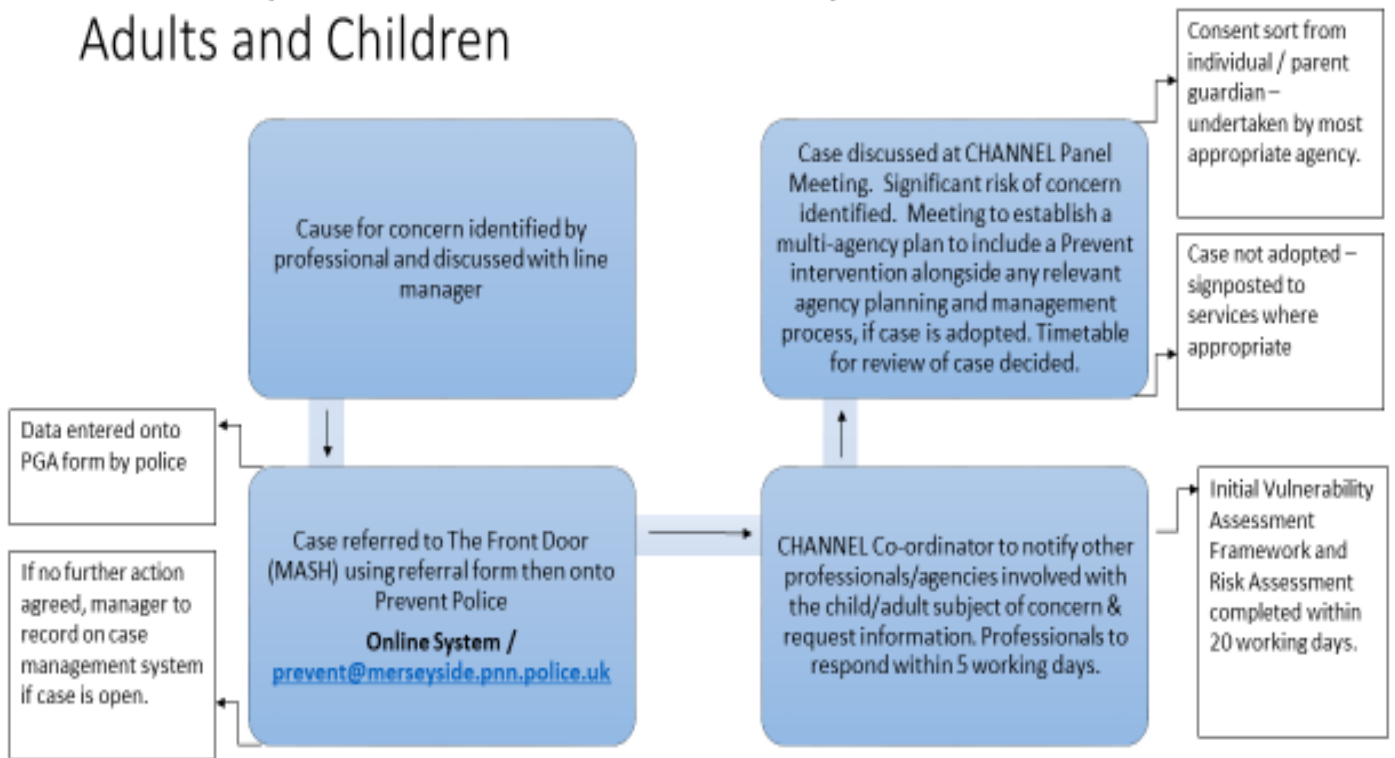 Adults and Children
Cause for concern identified by
professional and discussed with line
manager
Data entered onto
PGA form by police
Case referred to The Front Door
(MASH) using referral form then onto
Prevent Police
Online System /
prevent@merseyside.pnn.police.uk
If no further action
agreed, manager to
record on case
management system
if case is open.
CHANNEL Co-ordinator to notify other
professionals/agencies involved with
the child/adult subject of concern &
request information. Professionals to
respond within 5 working days.
Initial Vulnerability
Assessment
Framework and
Risk Assessment
completed within
20 working days.
Case discussed at CHANNEL Panel
Meeting. Significant risk of concern
identified. Meeting to establish a
multi-agency plan to include a Prevent
intervention alongside any relevant
agency planning and management
process, if case is adopted. Timetable
for review of case decided.
Consent sort from
individual / parent
guardian –
undertaken by most
appropriate agency.
Case not adopted –
signposted to
services where
appropriate